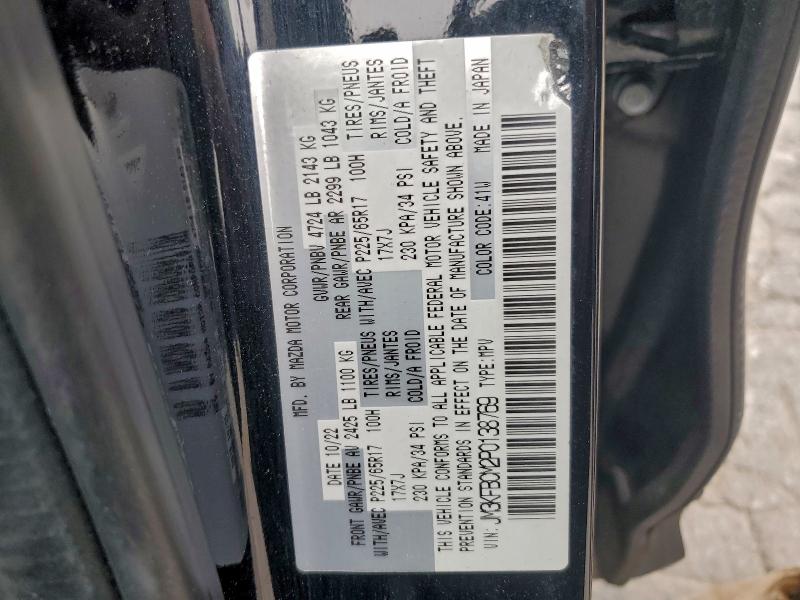 MFD. BY MAZDA MOTOR CORPORATION
DATE 10/22 GVWR/PNBV 4724 LB 2143 KG
FRONT GAWR/PNBE AV 2425 LB 1100 KG REAR GAWR/PNBE AR 2299 LB 1043 KG
TIRES/PNEUS WITH/AVEC P225/65R17 100H TIRES/PNEUS
WITH/AVEC P225/65R17 100H
RIMS/JANTES 17X7J RIMS/JANTES
17X7J
COLD/A FROID 230 KPA/34 PSI COLD/A FROID
230 KPA/34 PSI
THIS VEHICLE CONFORMS TO ALL APPLICABLE FEDERAL MOTOR VEHICLE SAFETY AND THEFT
PREVENTION STANDARDS IN EFFECT ON THE DATE OF MANUFACTURE SHOWN ABOVE.
VIN: JM3KFBCM2P0138769 TYPE:MPV COLOR CODE:41W MADE IN JAPAN